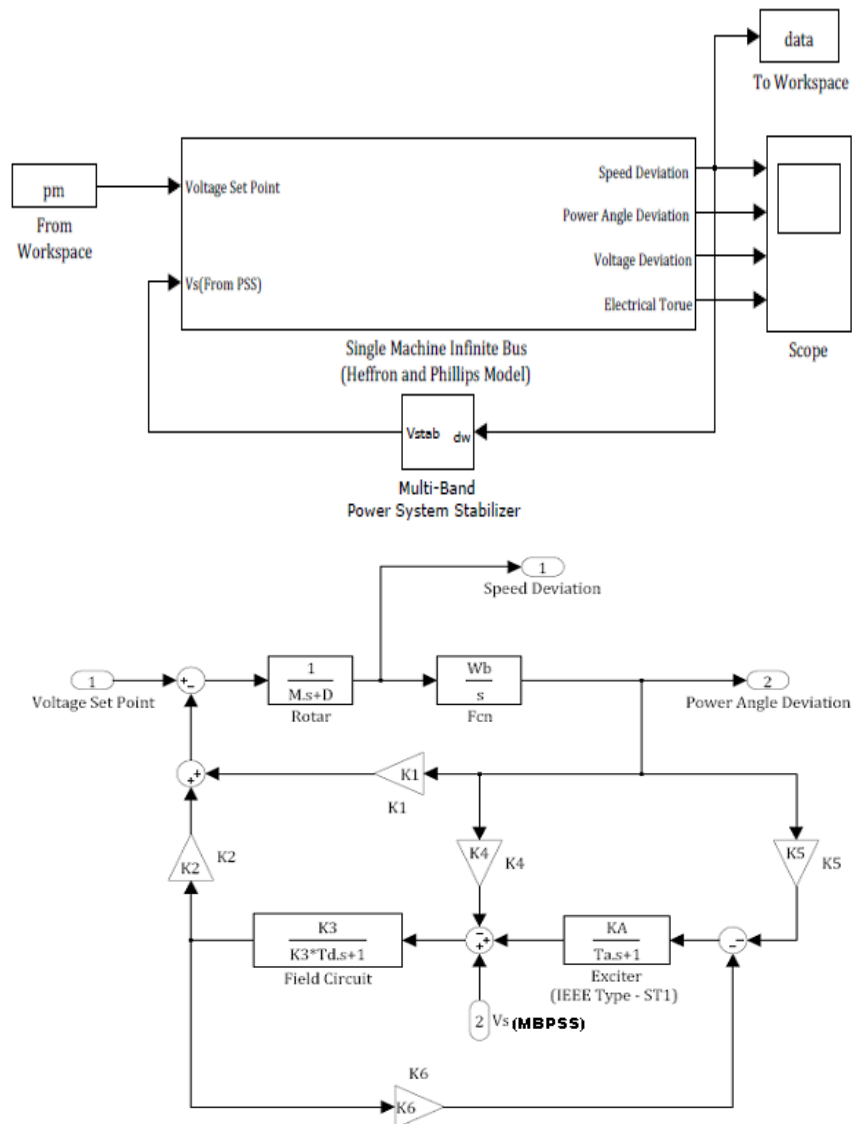 data
To Workspace
pm
From
Workspace
Voltage Set Point
Vs(From PSS)
Speed Deviation
Power Angle Deviation
Voltage Deviation
Electrical Torue
Scope
Single Machine Infinite Bus
(Heffron and Phillips Model)
Vstab dw
Multi-Band
Power System Stabilizer
1
Speed Deviation
1
Voltage Set Point
+ -
1
M.s+D
Rotar
Wb
s
Fcn
2
Power Angle Deviation
+ +
K1
K1
K2
K2
K4
K4
K5
K5
K3
K3*Td.s+1
Field Circuit
- + +
KA
Ta.s+1
Exciter
(IEEE Type - ST1)
- -
2
Vs (MBPSS)
K6
K6